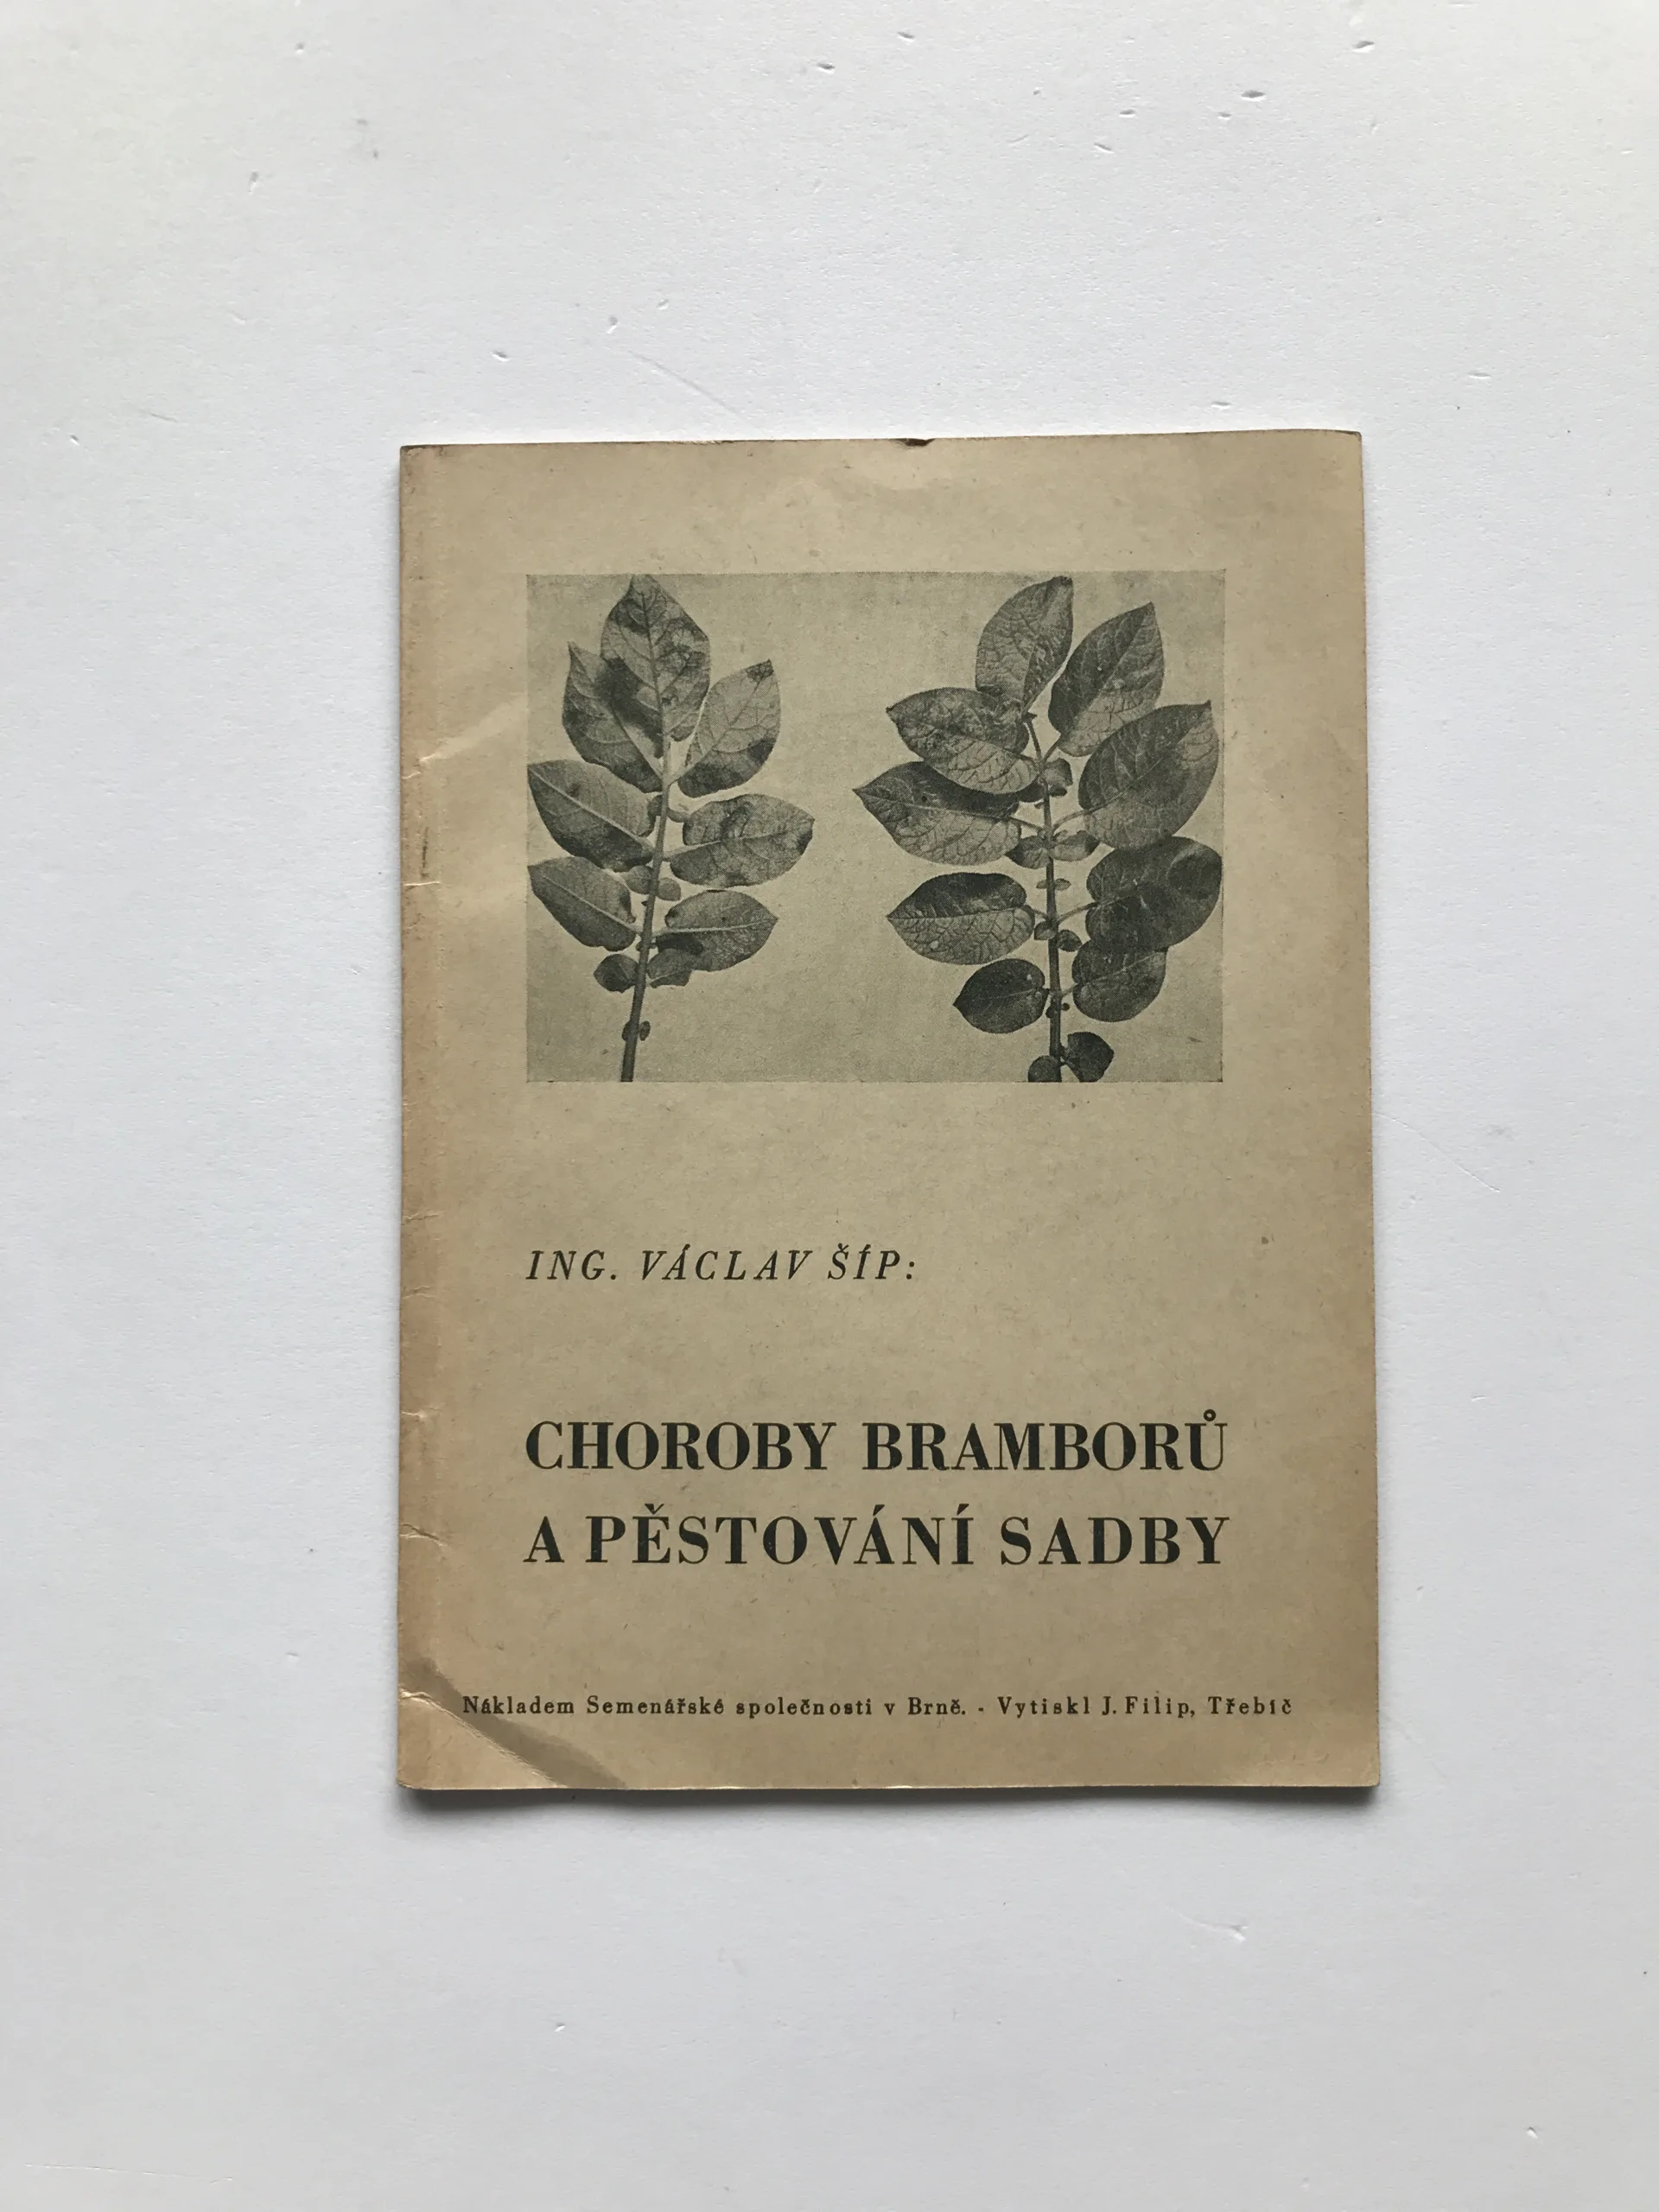 ING. VÁCLAV ŠÍP:
CHOROBY BRAMBORŮ
A PĚSTOVÁNÍ SADBY
Nákladem Semenářské společnosti v Brně. - Vytiskl J. Filip, Třebíč